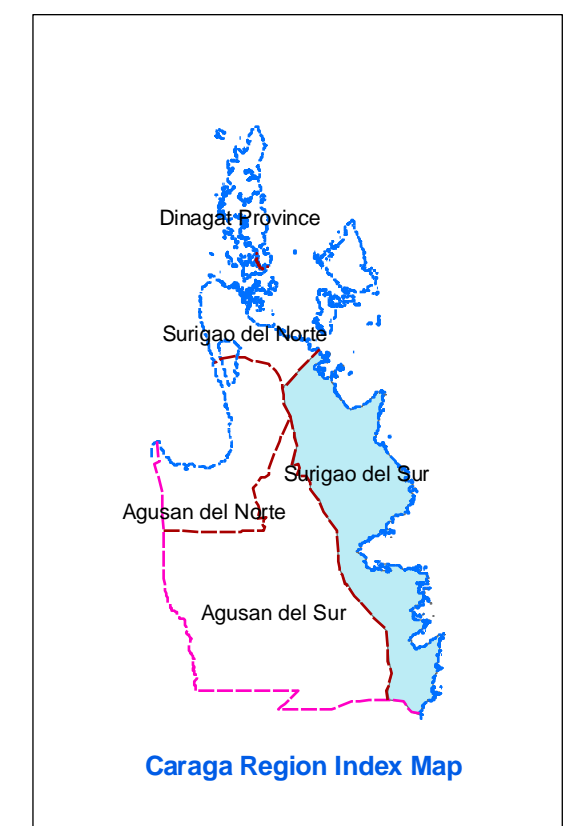 Dinagat Province
Surigao del Norte
Surigao del Sur
Agusan del Norte
Agusan del Sur
Caraga Region Index Map